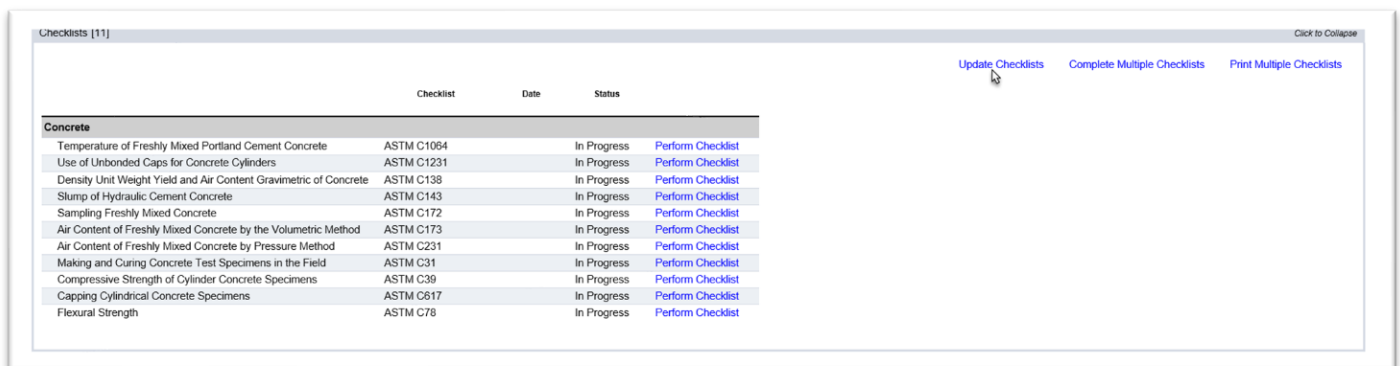 Checklists [11] Click to Collapse
Update Checklists Complete Multiple Checklists Print Multiple Checklists
Checklist Date Status
Concrete
Temperature of Freshly Mixed Portland Cement Concrete ASTM C1064 In Progress Perform Checklist
Use of Unbonded Caps for Concrete Cylinders ASTM C1231 In Progress Perform Checklist
Density Unit Weight Yield and Air Content Gravimetric of Concrete ASTM C138 In Progress Perform Checklist
Slump of Hydraulic Cement Concrete ASTM C143 In Progress Perform Checklist
Sampling Freshly Mixed Concrete ASTM C172 In Progress Perform Checklist
Air Content of Freshly Mixed Concrete by the Volumetric Method ASTM C173 In Progress Perform Checklist
Air Content of Freshly Mixed Concrete by Pressure Method ASTM C231 In Progress Perform Checklist
Making and Curing Concrete Test Specimens in the Field ASTM C31 In Progress Perform Checklist
Compressive Strength of Cylinder Concrete Specimens ASTM C39 In Progress Perform Checklist
Capping Cylindrical Concrete Specimens ASTM C617 In Progress Perform Checklist
Flexural Strength ASTM C78 In Progress Perform Checklist